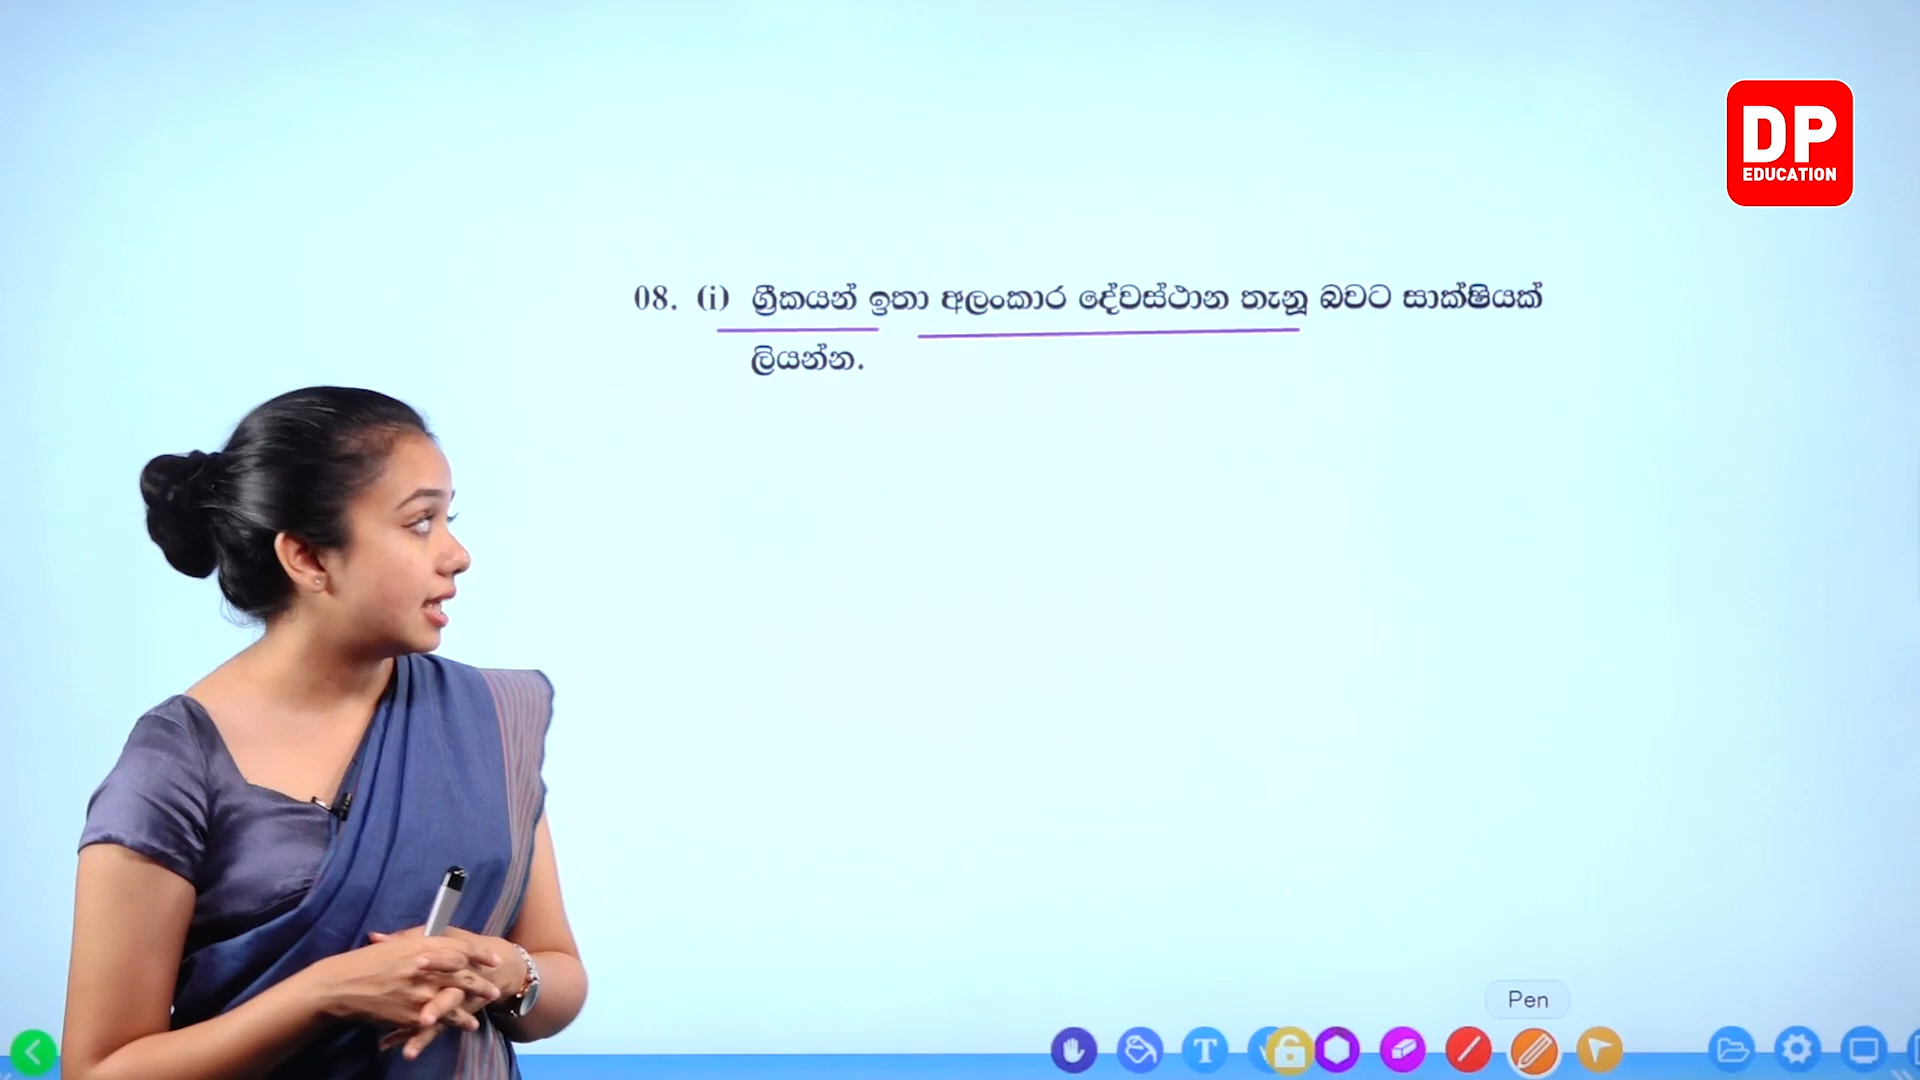 DP
EDUCATION
08. (i) ග්‍රීකයන් ඉතා අලංකාර දේවස්ථාන තැනූ බවට සාක්ෂියක්
ලියන්න.
Pen
T